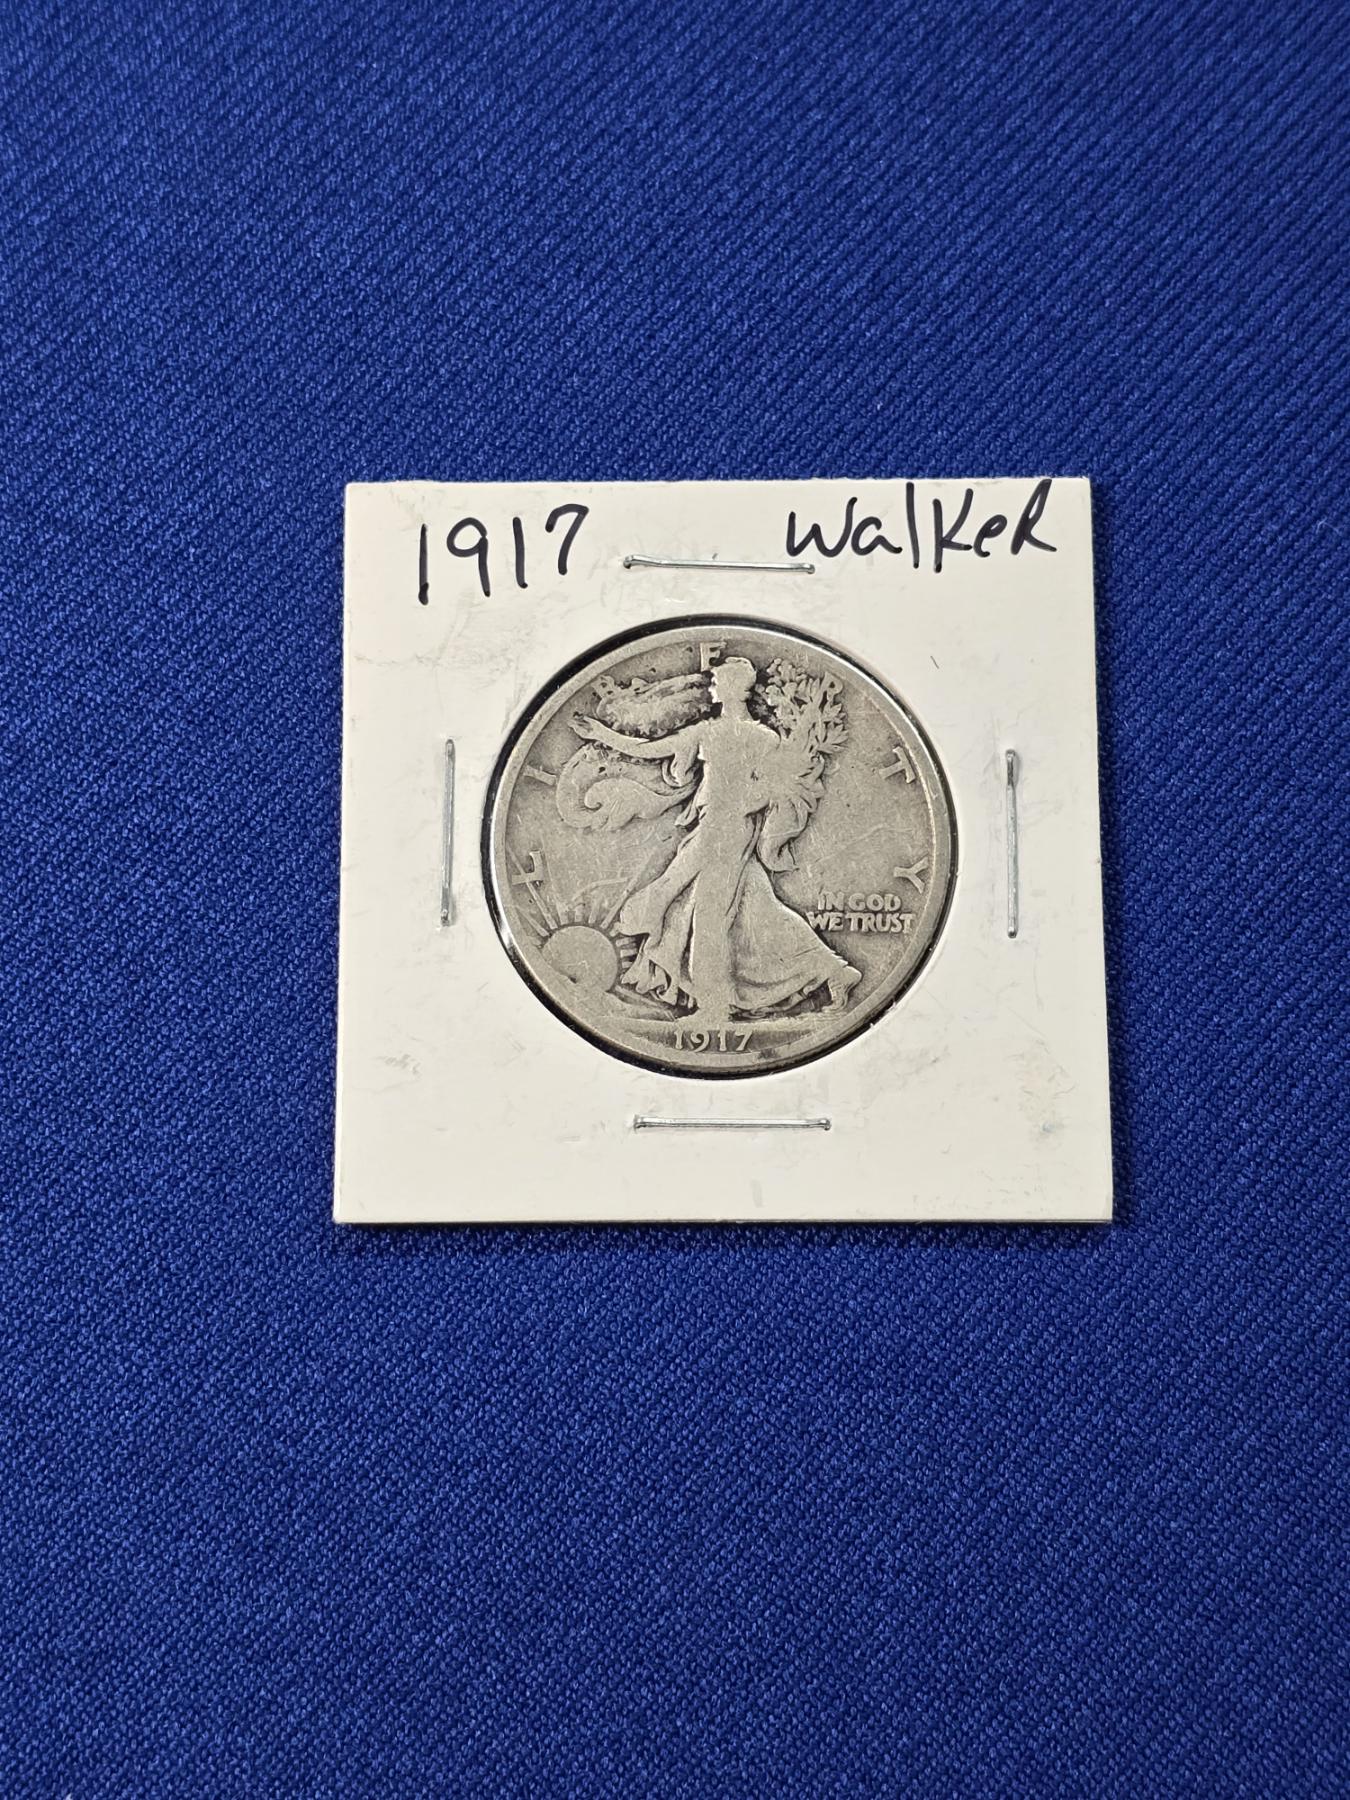 1917 Walker
LIBERTY
IN GOD
WE TRUST
1917